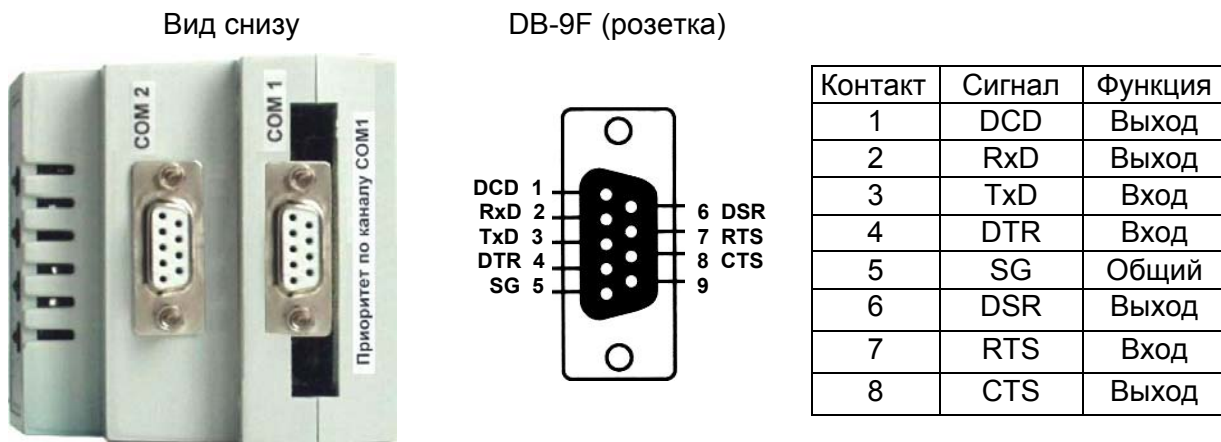 Вид снизу
DB-9F (розетка)
COM 2
COM 1
Приоритет по каналу COM1
DCD 1
RxD 2
TxD 3
DTR 4
SG 5
6 DSR
7 RTS
8 CTS
9
Контакт Сигнал Функция
1 DCD Выход
2 RxD Выход
3 TxD Вход
4 DTR Вход
5 SG Общий
6 DSR Выход
7 RTS Вход
8 CTS Выход